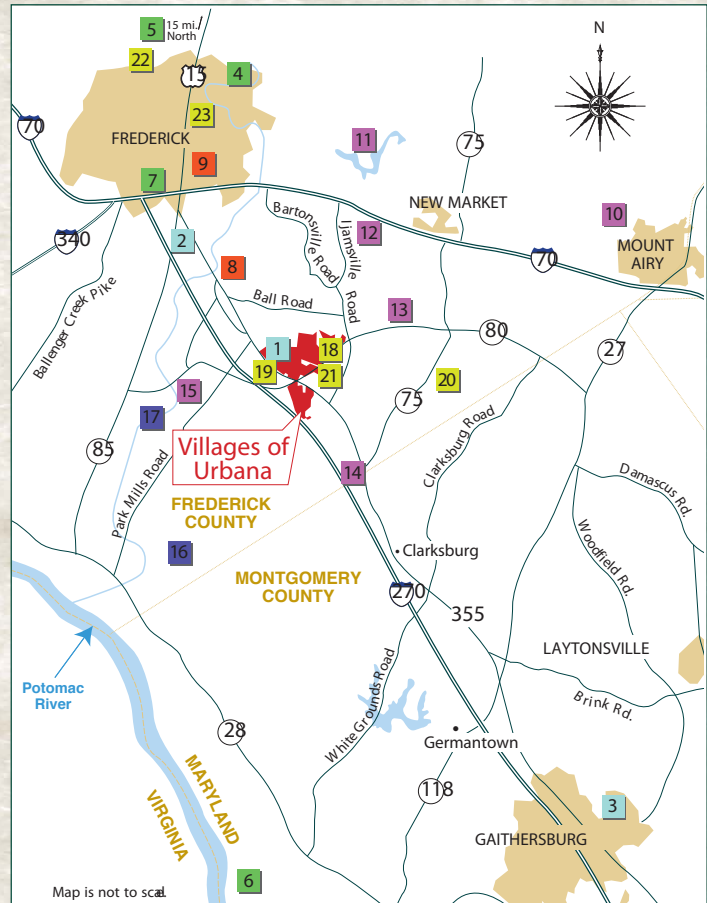 5
15 mi./
North
N
22
15
4
23
70
FREDERICK
11
75
9
7
NEW MARKET
10
Bartonsville
Road
Ijamsville
Road
12
340
2
MOUNT
AIRY
70
8
Ballenger Creek Pike
Ball Road
13
80
1
18
27
19
21
20
15
75
17
Clarksburg Road
85
Villages of
Urbana
Park Mills Road
14
Damascus Rd.
FREDERICK
COUNTY
Woodfield Rd.
16
Clarksburg
MONTGOMERY
COUNTY
270
355
LAYTONSVILLE
Potomac
River
White Grounds Road
Brink Rd.
28
Germantown
MARYLAND
VIRGINIA
118
3
GAITHERSBURG
6
Map is not to scal.